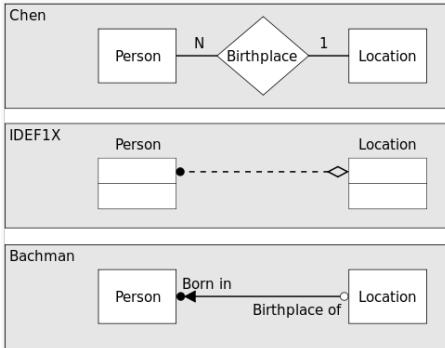 Chen
Person N Birthplace 1 Location
IDEF1X
Person Location
Bachman
Person Born in Birthplace of Location